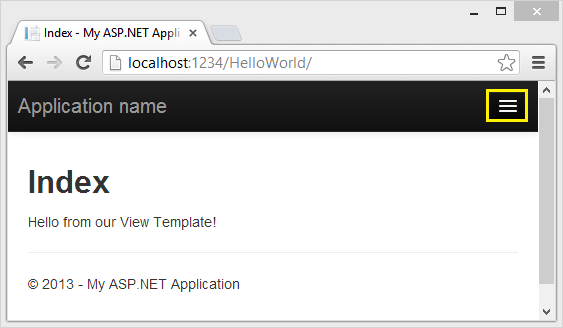 Index - My ASP.NET Appli
localhost:1234/HelloWorld/
Application name
Index
Hello from our View Template!
© 2013 - My ASP.NET Application